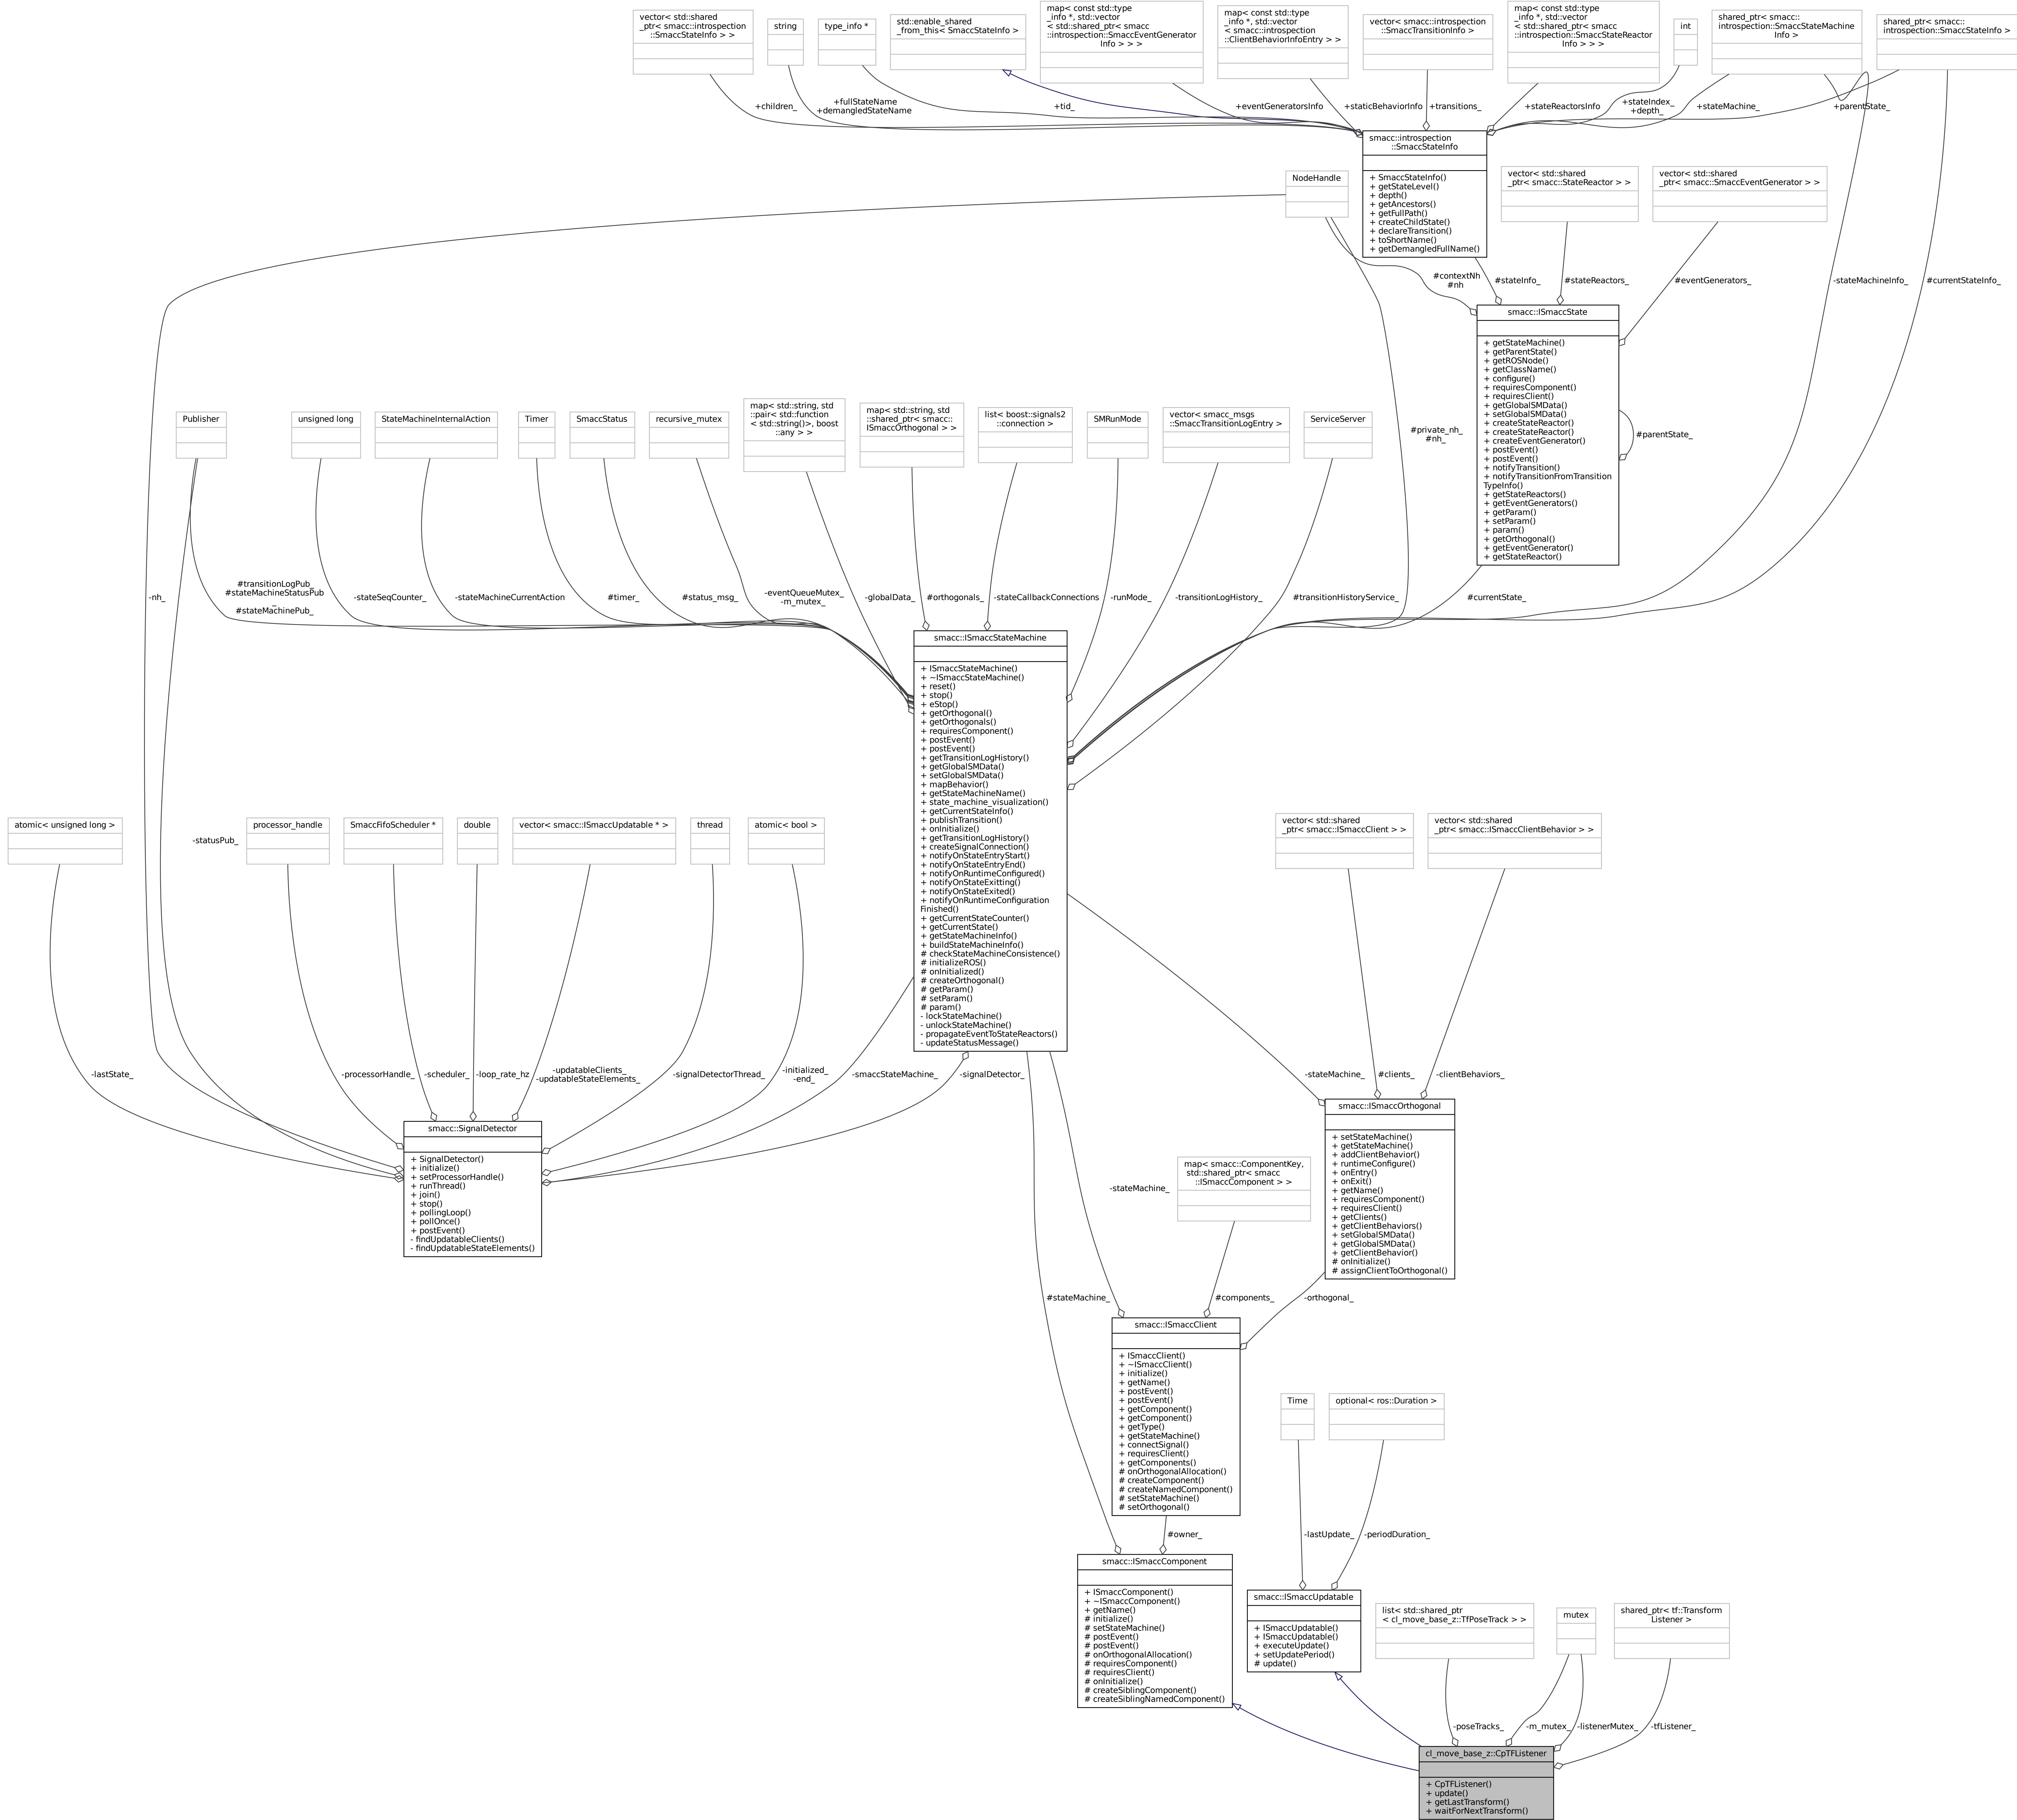 vector< std::shared
_ptr< smacc::introspection
::SmaccStateInfo > >
string
type_info *
std::enable_shared
_from_this< SmaccStateInfo >
map< const std::type
_info *, std::vector
< std::shared_ptr< smacc
::introspection::SmaccEventGenerator
Info > > >
map< const std::type
_info *, std::vector
< smacc::introspection
::ClientBehaviorInfoEntry > >
vector< smacc::introspection
::SmaccTransitionInfo >
map< const std::type
_info *, std::vector
< std::shared_ptr< smacc
::introspection::SmaccStateReactor
Info > > >
int
shared_ptr< smacc::
introspection::SmaccStateMachine
Info >
shared_ptr< smacc::
introspection::SmaccStateInfo >
+children_
+fullStateName
+demangledStateName
+tid_
+eventGeneratorsInfo
+staticBehaviorInfo
+transitions_
+stateReactorsInfo
+stateIndex_
+depth_
+stateMachine_
+parentState_
smacc::introspection
::SmaccStateInfo
+ SmaccStateInfo()
+ getStateLevel()
+ depth()
+ getAncestors()
+ getFullPath()
+ createChildState()
+ declareTransition()
+ toShortName()
+ getDemangledFullName()
NodeHandle
vector< std::shared
_ptr< smacc::StateReactor > >
vector< std::shared
_ptr< smacc::SmaccEventGenerator > >
#contextNh
#nh
#stateInfo_
#stateReactors_
#eventGenerators_
-stateMachineInfo_
#currentStateInfo_
smacc::ISmaccState
+ getStateMachine()
+ getParentState()
+ getROSNode()
+ getClassName()
+ configure()
+ requiresComponent()
+ requiresClient()
+ getGlobalSMData()
+ setGlobalSMData()
+ createStateReactor()
+ createStateReactor()
+ createEventGenerator()
+ postEvent()
+ postEvent()
+ notifyTransition()
+ notifyTransitionFromTransition
TypeInfo()
+ getStateReactors()
+ getEventGenerators()
+ getParam()
+ setParam()
+ param()
+ getOrthogonal()
+ getEventGenerator()
+ getStateReactor()
#parentState_
Publisher
unsigned long
StateMachineInternalAction
Timer
SmaccStatus
recursive_mutex
map< std::string, std
::pair< std::function
< std::string()>, boost
::any > >
map< std::string, std
::shared_ptr< smacc::
ISmaccOrthogonal > >
list< boost::signals2
::connection >
SMRunMode
vector< smacc_msgs
::SmaccTransitionLogEntry >
ServiceServer
#private_nh_
#nh_
-nh_
#transitionLogPub_
#stateMachineStatusPub
_
#stateMachinePub_
-stateSeqCounter_
-stateMachineCurrentAction
#timer_
#status_msg_
-eventQueueMutex_
-m_mutex_
-globalData_
#orthogonals_
-stateCallbackConnections
-runMode_
-transitionLogHistory_
#transitionHistoryService_
#currentState_
smacc::ISmaccStateMachine
+ ISmaccStateMachine()
+ ~ISmaccStateMachine()
+ reset()
+ stop()
+ eStop()
+ getOrthogonal()
+ getOrthogonals()
+ requiresComponent()
+ postEvent()
+ postEvent()
+ getTransitionLogHistory()
+ getGlobalSMData()
+ setGlobalSMData()
+ mapBehavior()
+ getStateMachineName()
+ state_machine_visualization()
+ getCurrentStateInfo()
+ publishTransition()
+ onInitialize()
+ getTransitionLogHistory()
+ createSignalConnection()
+ notifyOnStateEntryStart()
+ notifyOnStateEntryEnd()
+ notifyOnRuntimeConfigured()
+ notifyOnStateExitting()
+ notifyOnStateExited()
+ notifyOnRuntimeConfiguration
Finished()
+ getCurrentStateCounter()
+ getCurrentState()
+ getStateMachineInfo()
+ buildStateMachineInfo()
# checkStateMachineConsistence()
# initializeROS()
# onInitialized()
# createOrthogonal()
# getParam()
# setParam()
# param()
- lockStateMachine()
- unlockStateMachine()
- propagateEventToStateReactors()
- updateStatusMessage()
atomic< unsigned long >
-statusPub_
processor_handle
SmaccFifoScheduler *
double
vector< smacc::ISmaccUpdatable * >
thread
atomic< bool >
vector< std::shared
_ptr< smacc::ISmaccClient > >
vector< std::shared
_ptr< smacc::ISmaccClientBehavior > >
-lastState_
-processorHandle_
-scheduler_
-loop_rate_hz
-updatableClients_
-updatableStateElements_
-signalDetectorThread_
-initialized_
-end_
-smaccStateMachine_
-signalDetector_
-stateMachine_
#clients_
-clientBehaviors_
smacc::SignalDetector
+ SignalDetector()
+ initialize()
+ setProcessorHandle()
+ runThread()
+ join()
+ stop()
+ pollingLoop()
+ pollOnce()
+ postEvent()
- findUpdatableClients()
- findUpdatableStateElements()
smacc::ISmaccOrthogonal
+ setStateMachine()
+ getStateMachine()
+ addClientBehavior()
+ runtimeConfigure()
+ onEntry()
+ onExit()
+ getName()
+ requiresComponent()
+ requiresClient()
+ getClients()
+ getClientBehaviors()
+ setGlobalSMData()
+ getGlobalSMData()
+ getClientBehavior()
# onInitialize()
# assignClientToOrthogonal()
-stateMachine_
map< smacc::ComponentKey,
std::shared_ptr< smacc
::ISmaccComponent > >
#stateMachine_
#components_
-orthogonal_
smacc::ISmaccClient
+ ISmaccClient()
+ ~ISmaccClient()
+ initialize()
+ getName()
+ postEvent()
+ postEvent()
+ getComponent()
+ getComponent()
+ getType()
+ getStateMachine()
+ connectSignal()
+ requiresClient()
+ getComponents()
# onOrthogonalAllocation()
# createComponent()
# createNamedComponent()
# setStateMachine()
# setOrthogonal()
Time
optional< ros::Duration >
#owner_
-lastUpdate_
-periodDuration_
smacc::ISmaccComponent
+ ISmaccComponent()
+ ~ISmaccComponent()
+ getName()
# initialize()
# setStateMachine()
# postEvent()
# postEvent()
# onOrthogonalAllocation()
# requiresComponent()
# requiresClient()
# onInitialize()
# createSiblingComponent()
# createSiblingNamedComponent()
smacc::ISmaccUpdatable
+ ISmaccUpdatable()
+ ISmaccUpdatable()
+ executeUpdate()
+ setUpdatePeriod()
# update()
list< std::shared_ptr
< cl_move_base_z::TfPoseTrack > >
mutex
shared_ptr< tf::Transform
Listener >
-poseTracks_
-m_mutex_
-listenerMutex_
-tfListener_
cl_move_base_z::CpTFListener
+ CpTFListener()
+ update()
+ getLastTransform()
+ waitForNextTransform()